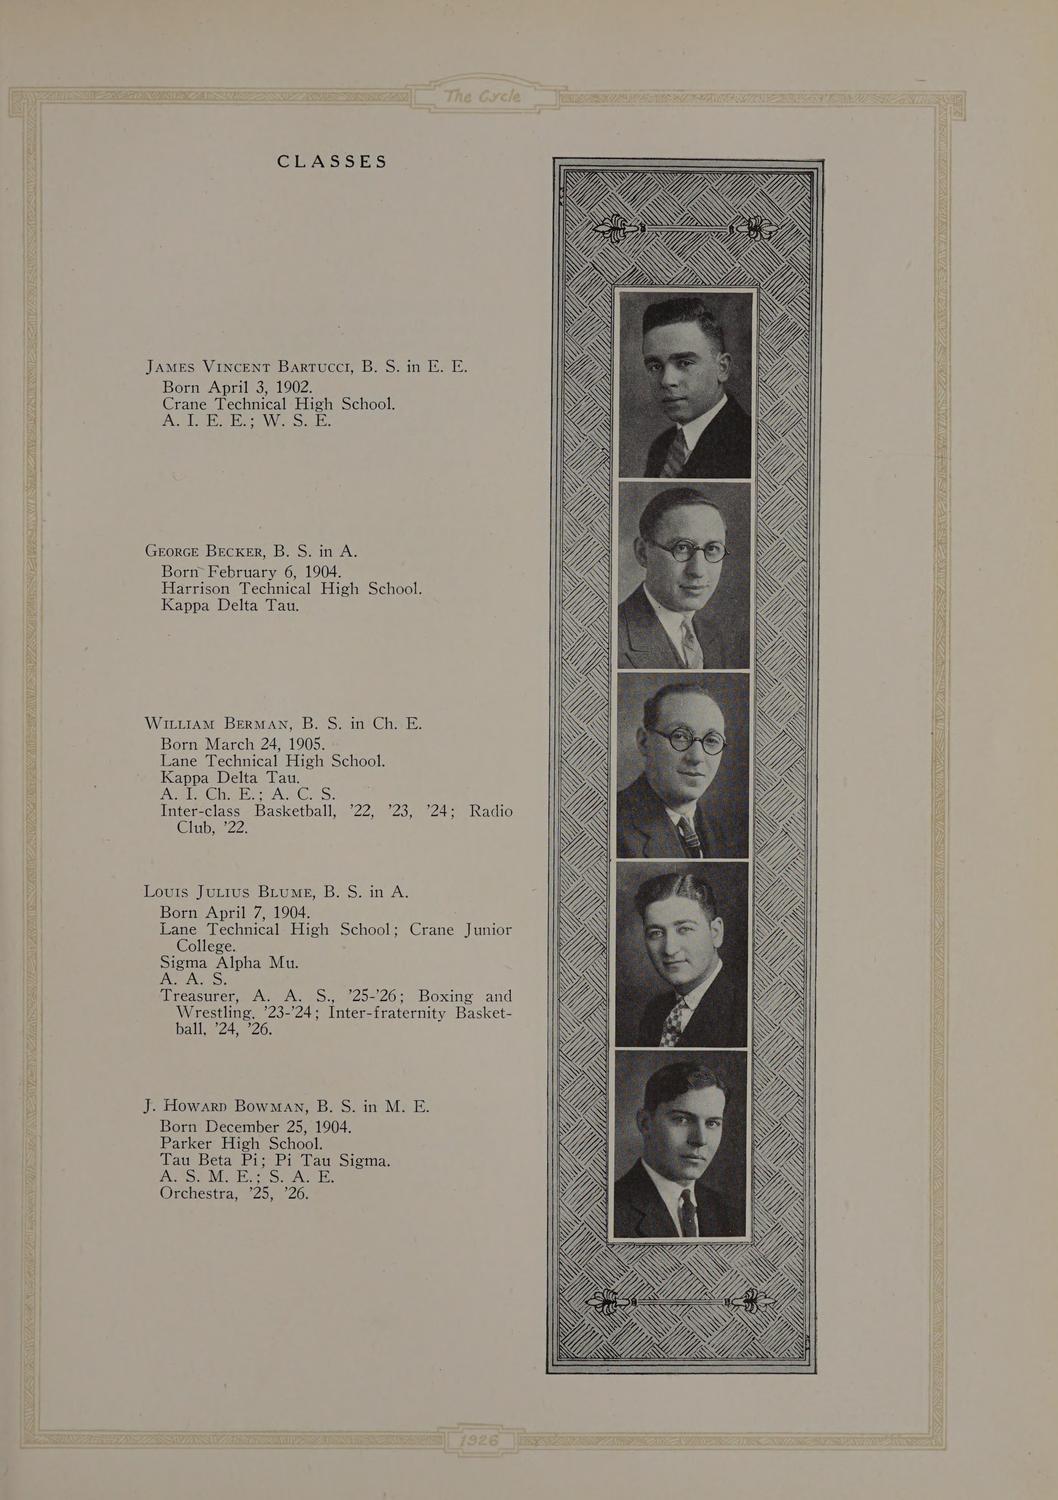 The Cycle
CLASSES
JAMES VINCENT BARTUCCI, B. S. in E. E.
Born April 3, 1902.
Crane Technical High School.
A. I. E. E.; W. S. E.
GEORGE BECKER, B. S. in A.
Born February 6, 1904.
Harrison Technical High School.
Kappa Delta Tau.
WILLIAM BERMAN, B. S. in Ch. E.
Born March 24, 1905.
Lane Technical High School.
Kappa Delta Tau.
A. I. Ch. E.; A. C. S.
Inter-class Basketball, ’22, ’23, ’24; Radio
Club, ’22.
LOUIS JULIUS BLUME, B. S. in A.
Born April 7, 1904.
Lane Technical High School; Crane Junior
College.
Sigma Alpha Mu.
A. A. S.
Treasurer, A. A. S., ’25-’26; Boxing and
Wrestling, ’23-’24; Inter-fraternity Basket-
ball, ’24, ’26.
J. HOWARD BOWMAN, B. S. in M. E.
Born December 25, 1904.
Parker High School.
Tau Beta Pi; Pi Tau Sigma.
A. S. M. E.; S. A. E.
Orchestra, ’25, ’26.
1926